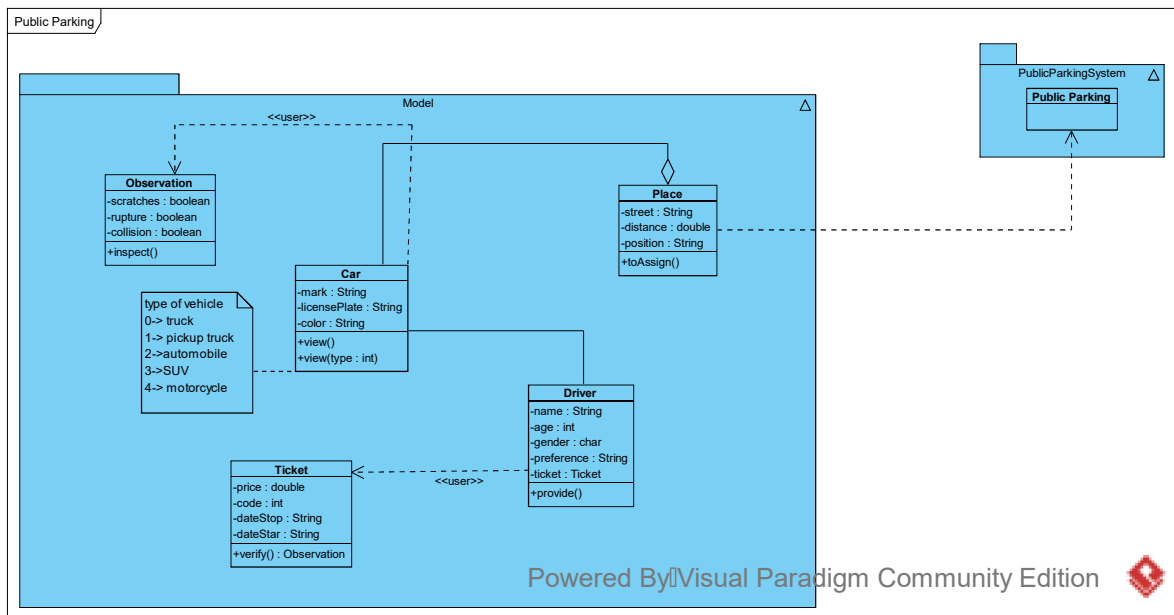 Public Parking
PublicParkingSystem
Public Parking
Model
<<user>>
Observation
-scratches : boolean
-rupture : boolean
-collision : boolean
+inspect()
Place
-street : String
-distance : double
-position : String
+toAssign()
Car
-mark : String
-licensePlate : String
-color : String
+view()
+view(type : int)
type of vehicle
0-> truck
1-> pickup truck
2->automobile
3->SUV
4-> motorcycle
Driver
-name : String
-age : int
-gender : char
-preference : String
-ticket : Ticket
+provide()
<<user>>
Ticket
-price : double
-code : int
-dateStop : String
-dateStar : String
+verify() : Observation
Powered By▯Visual Paradigm Community Edition